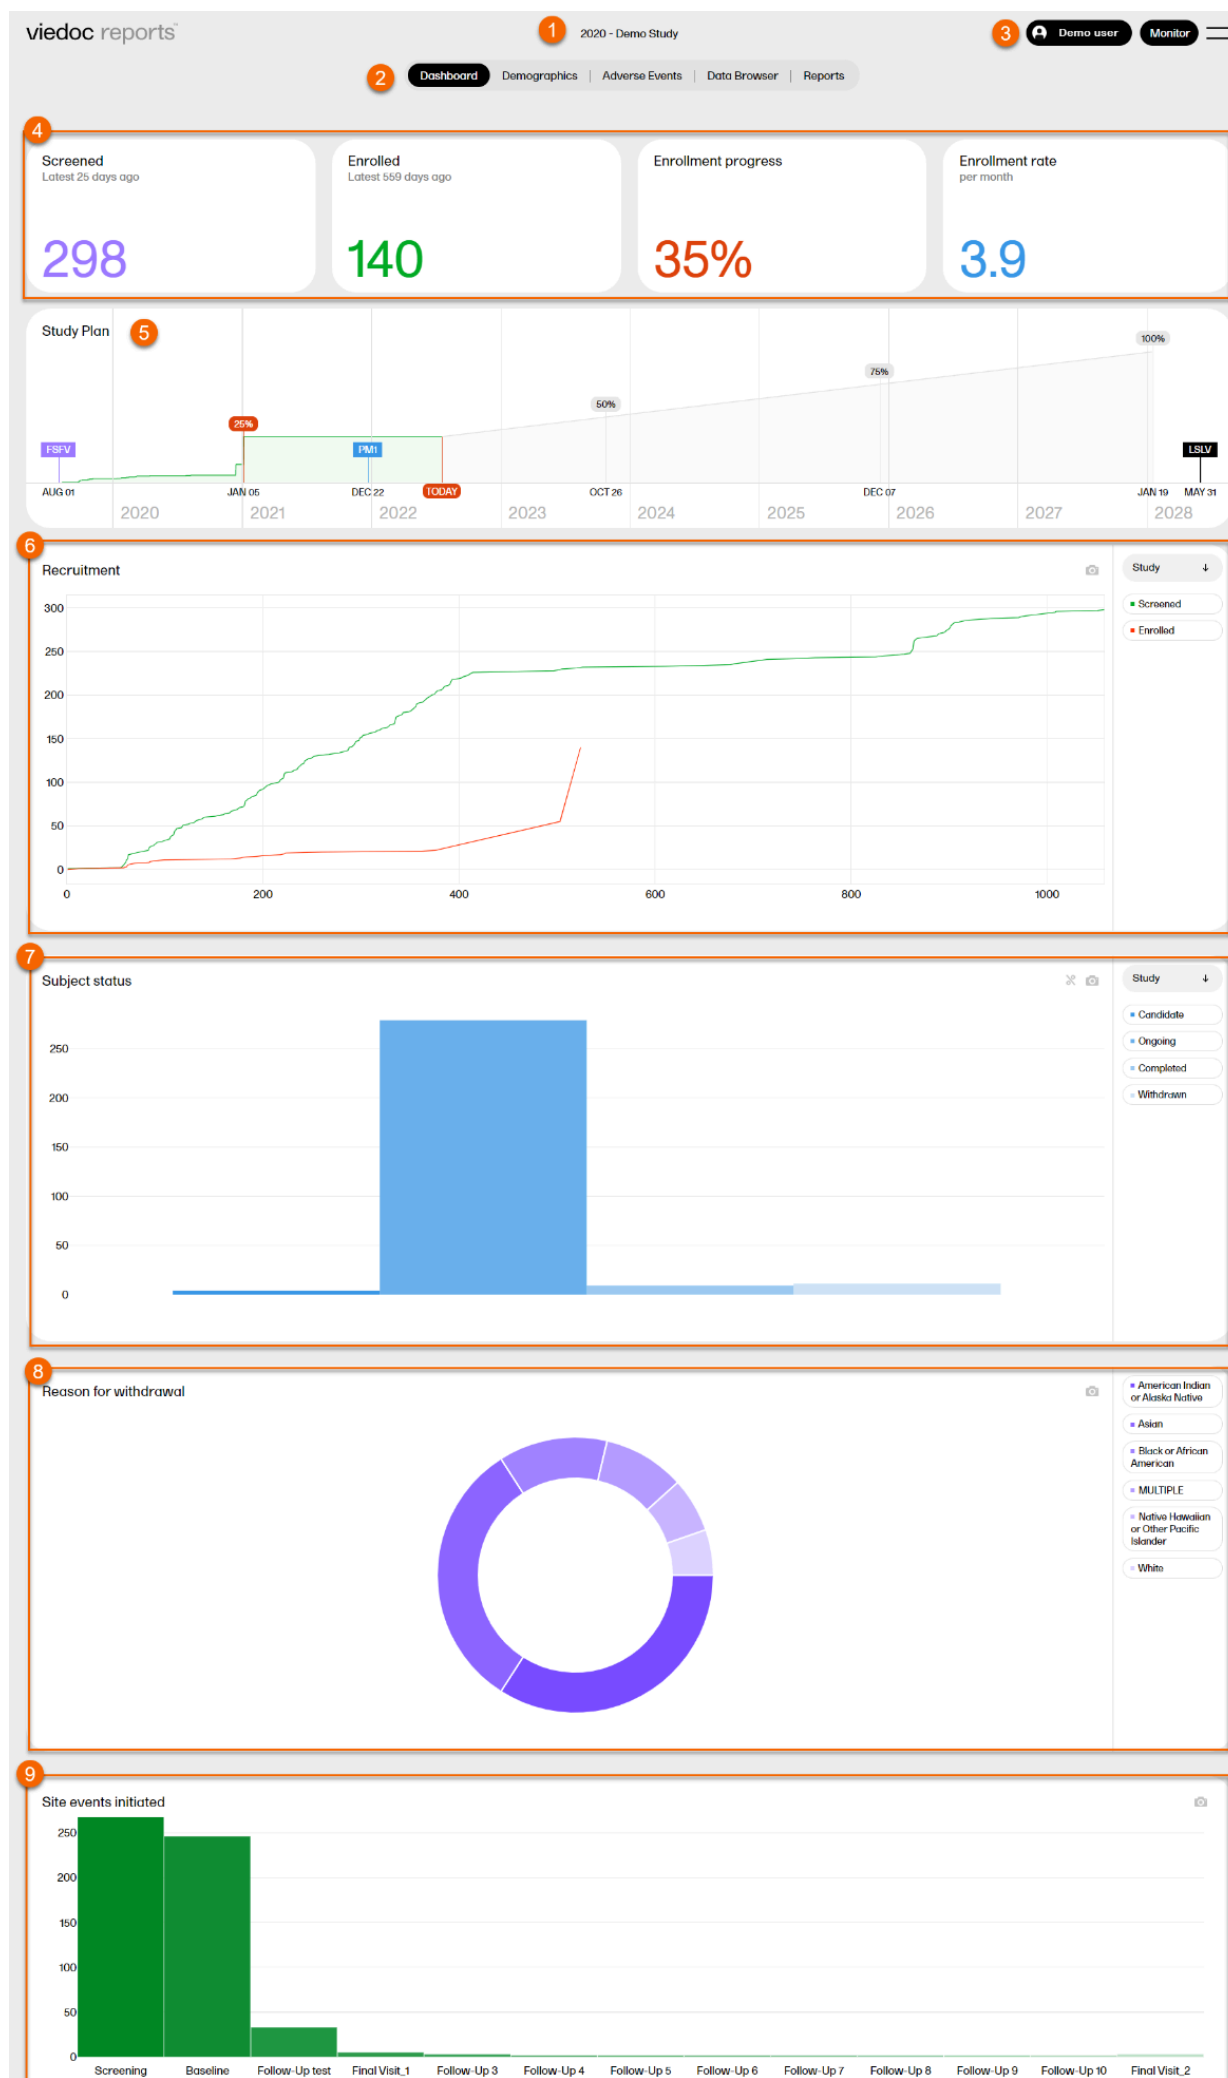 viedoc reports™
1
2020 - Demo Study
3
Demo user
Monitor
2
Dashboard | Demographics | Adverse Events | Data Browser | Reports
4
Screened
Latest 25 days ago
298
Enrolled
Latest 559 days ago
140
Enrollment progress
35%
Enrollment rate
per month
3.9
Study Plan
5
100%
75%
50%
25%
FSFV
PM1
LSLV
AUG 01
JAN 05
DEC 22
TODAY
OCT 26
DEC 07
JAN 19
MAY 31
2020
2021
2022
2023
2024
2025
2026
2027
2028
6
Recruitment
Study ↓
Screened
Enrolled
300
250
200
150
100
50
0
0 200 400 600 800 1000
7
Subject status
Study ↓
Candidate
Ongoing
Completed
Withdrawn
250
200
150
100
50
0
8
Reason for withdrawal
American Indian
or Alaska Native
Asian
Black or African
American
MULTIPLE
Native Hawaiian
or Other Pacific
Islander
White
9
Site events initiated
250
200
150
100
50
0
Screening Baseline Follow-Up test Final Visit_1 Follow-Up 3 Follow-Up 4 Follow-Up 5 Follow-Up 6 Follow-Up 7 Follow-Up 8 Follow-Up 9 Follow-Up 10 Final Visit_2